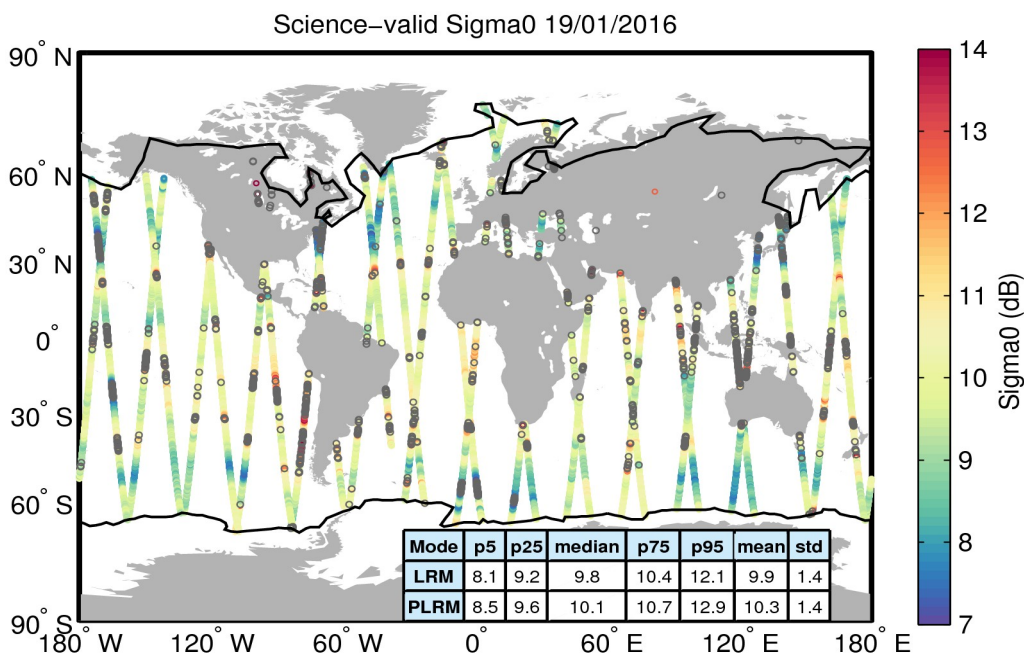 Science−valid Sigma0 19/01/2016
90° N
60° N
30° N
0°
30° S
60° S
90° S
180° W
120° W
60° W
0°
60° E
120° E
180° E
Mode p5 p25 median p75 p95 mean std
LRM 8.1 9.2 9.8 10.4 12.1 9.9 1.4
PLRM 8.5 9.6 10.1 10.7 12.9 10.3 1.4
14
13
12
11
10
9
8
7
Sigma0 (dB)